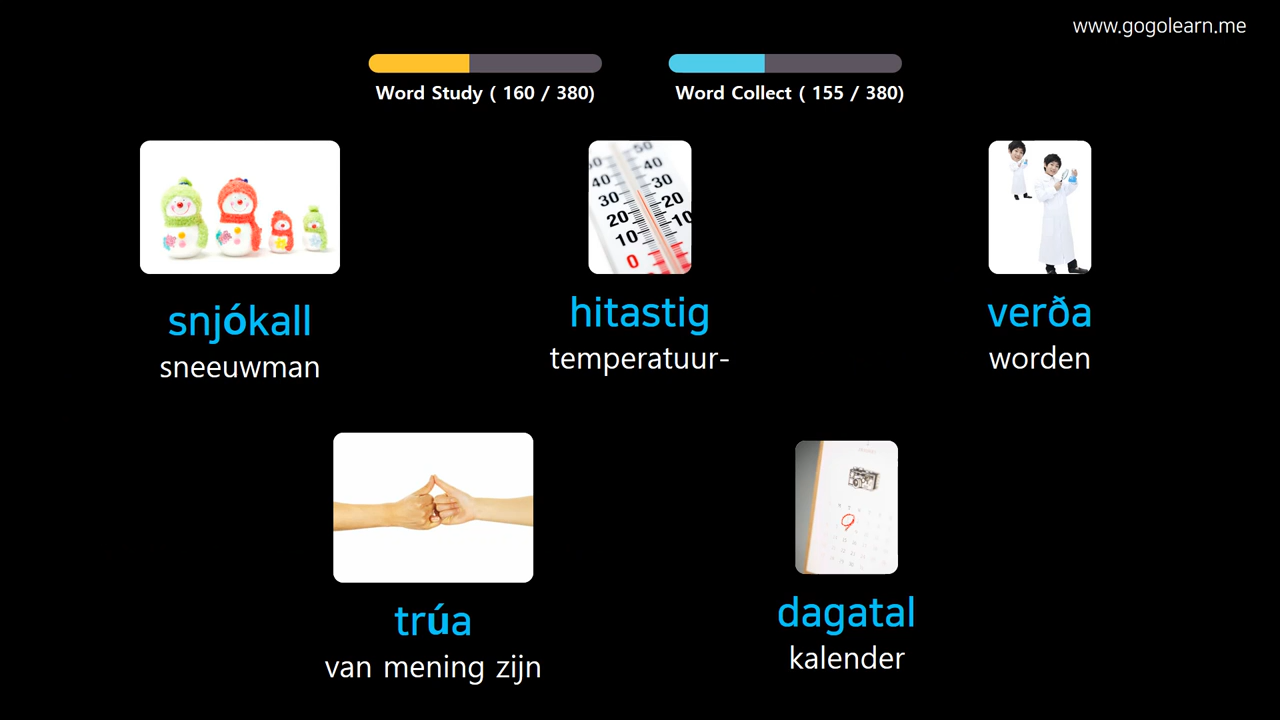 www.gogolearn.me
Word Study ( 160 / 380)
Word Collect ( 155 / 380)
snjókall
sneeuwman
hitastig
temperatuur-
verða
worden
trúa
van mening zijn
dagatal
kalender